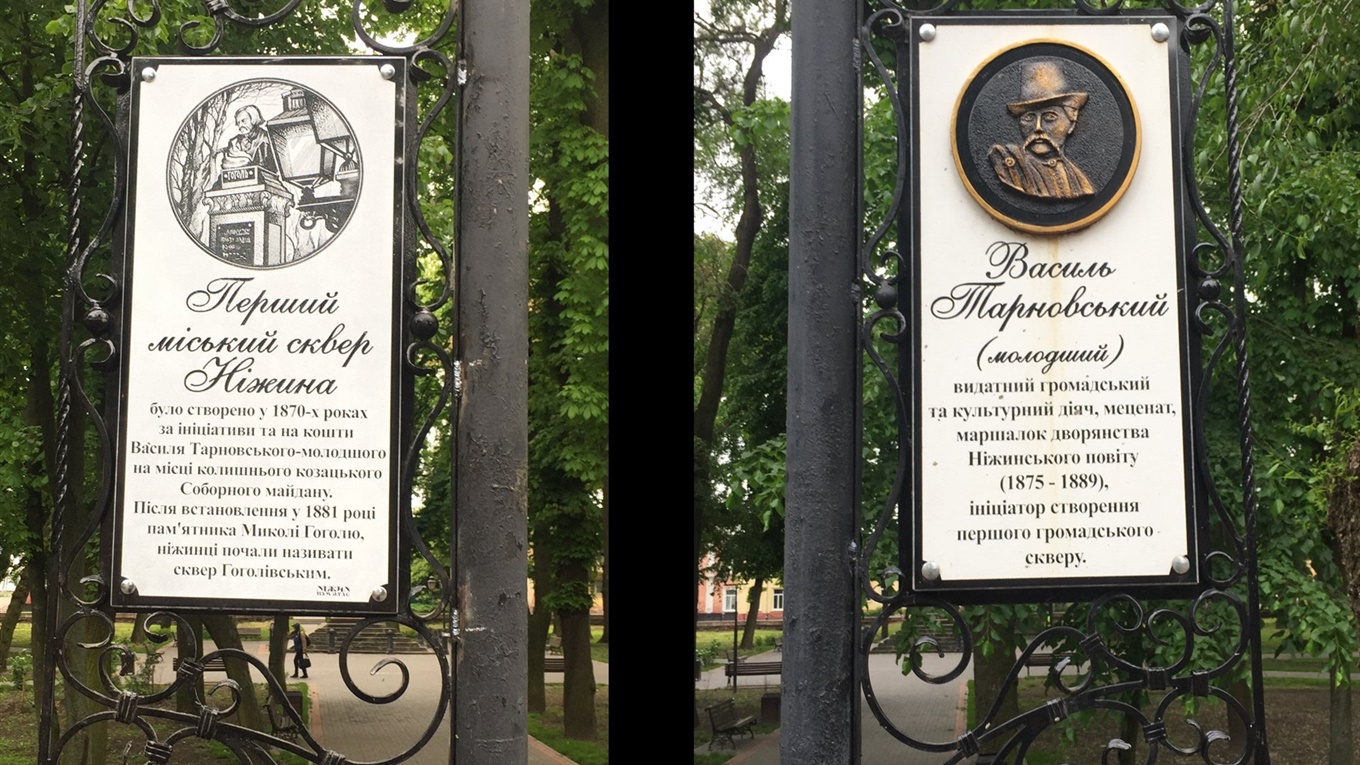 ГОГОЛЬ
Перший
міський сквер
Ніжина
було створено у 1870-х роках
за ініціативи та на кошти
Василя Тарновського-молодшого
на місці колишнього козацького
Соборного майдану.
Після встановлення у 1881 році
пам'ятника Миколі Гоголю,
ніжинці почали називати
сквер Гоголівським.
Василь
Тарновський
(молодший)
видатний громадський
та культурний діяч, меценат,
маршалок дворянства
Ніжинського повіту
(1875 - 1889),
ініціатор створення
першого громадського
скверу.